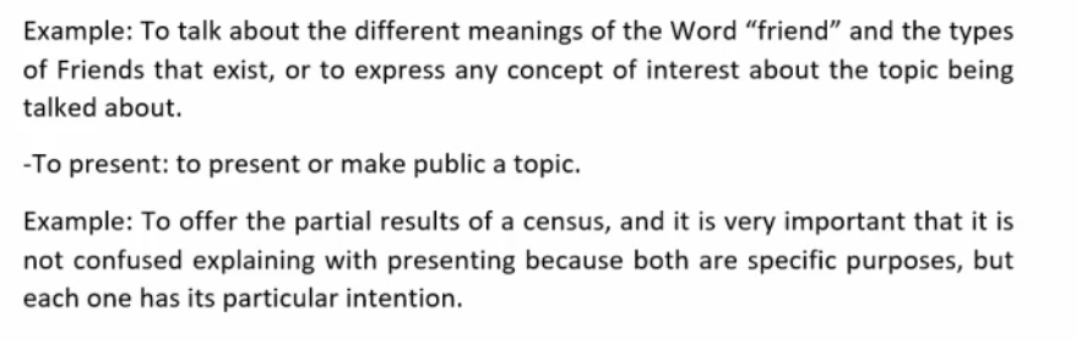 Example: To talk about the different meanings of the Word “friend” and the types
of Friends that exist, or to express any concept of interest about the topic being
talked about.
-To present: to present or make public a topic.
Example: To offer the partial results of a census, and it is very important that it is
not confused explaining with presenting because both are specific purposes, but
each one has its particular intention.